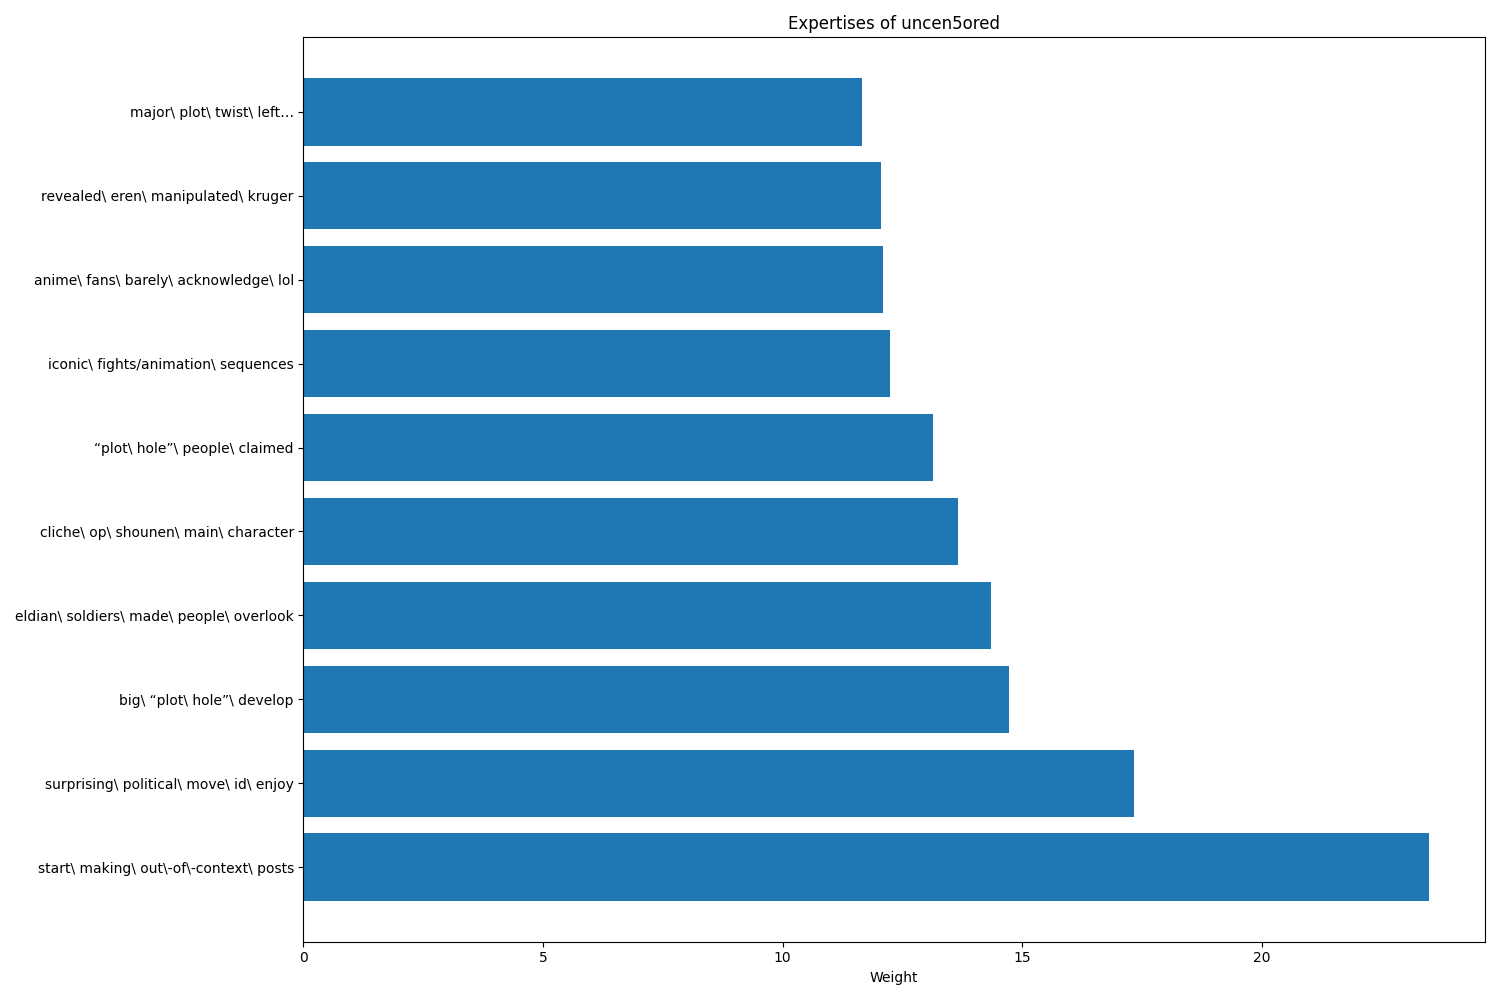 Expertises of uncen5ored
major\ plot\ twist\ left…
revealed\ eren\ manipulated\ kruger
anime\ fans\ barely\ acknowledge\ lol
iconic\ fights/animation\ sequences
“plot\ hole”\ people\ claimed
cliche\ op\ shounen\ main\ character
eldian\ soldiers\ made\ people\ overlook
big\ “plot\ hole”\ develop
surprising\ political\ move\ id\ enjoy
start\ making\ out\-of\-context\ posts
0 5 10 15 20
Weight